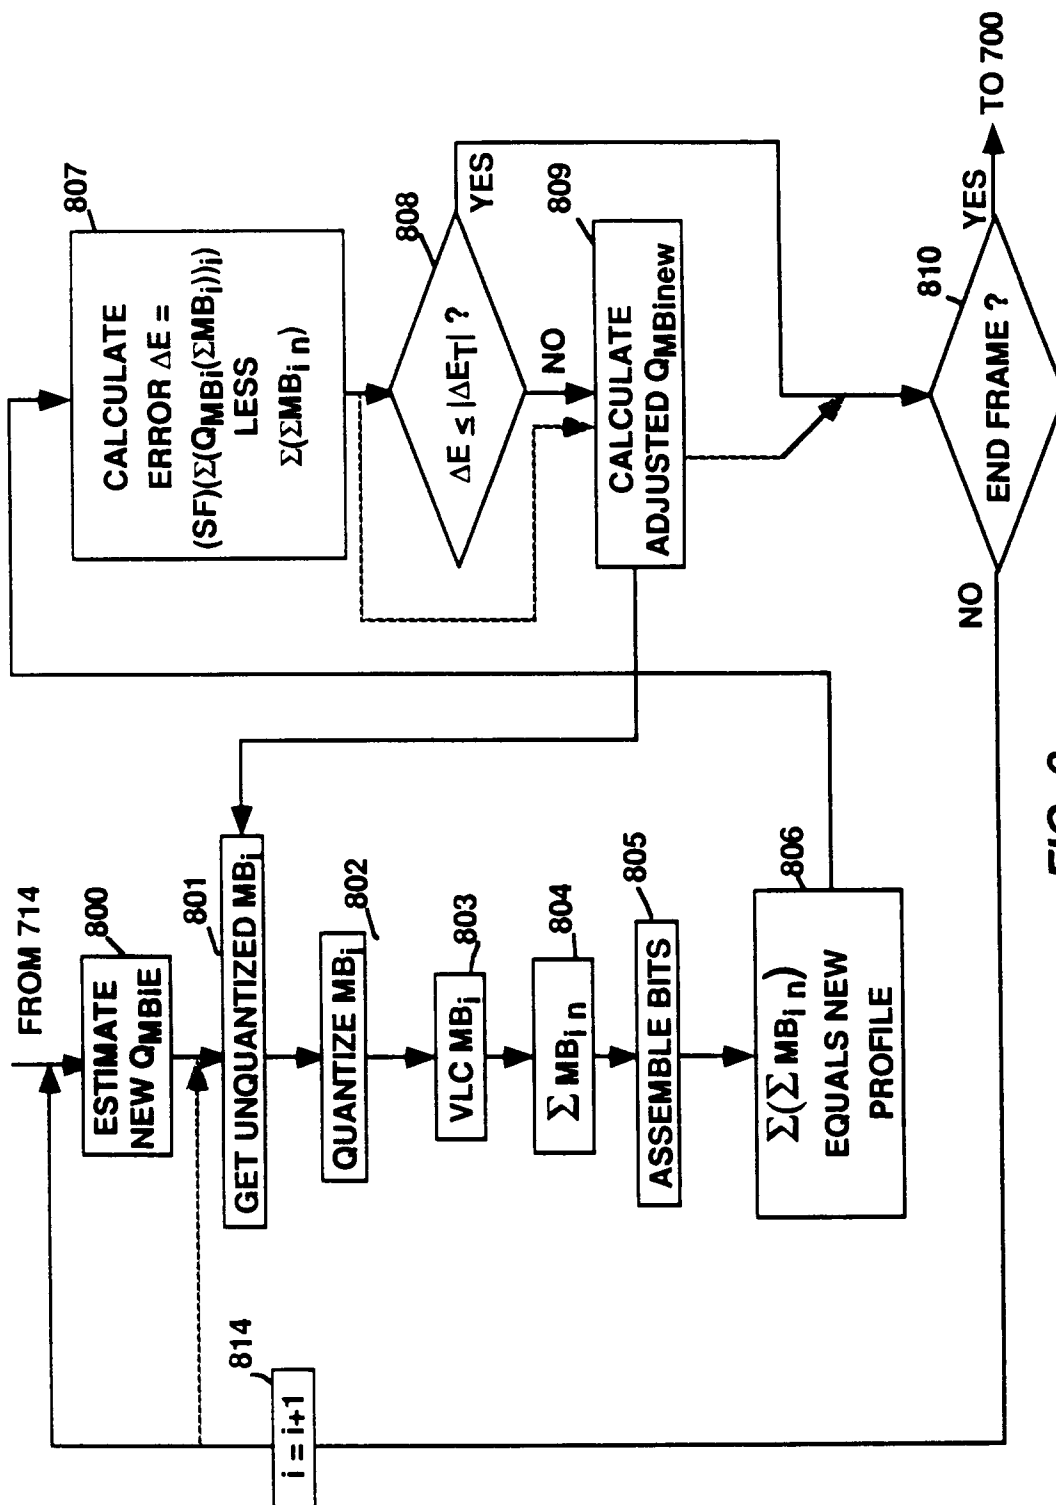 FROM 714
800
ESTIMATE
NEW QMBiE
801
GET UNQUANTIZED MBi
802
QUANTIZE MBi
803
VLC MBi
804
Σ MBi n
805
ASSEMBLE BITS
806
Σ(Σ MBi n)
EQUALS NEW
PROFILE
807
CALCULATE
ERROR ΔE =
(SF)(Σ(QMBi(ΣMBi))i)
LESS
Σ(ΣMBi n)
808
ΔE ≤ |ΔET| ?
YES
NO
809
CALCULATE
ADJUSTED QMBinew
810
END FRAME ?
YES
TO 700
NO
814
i = i+1
FIG.